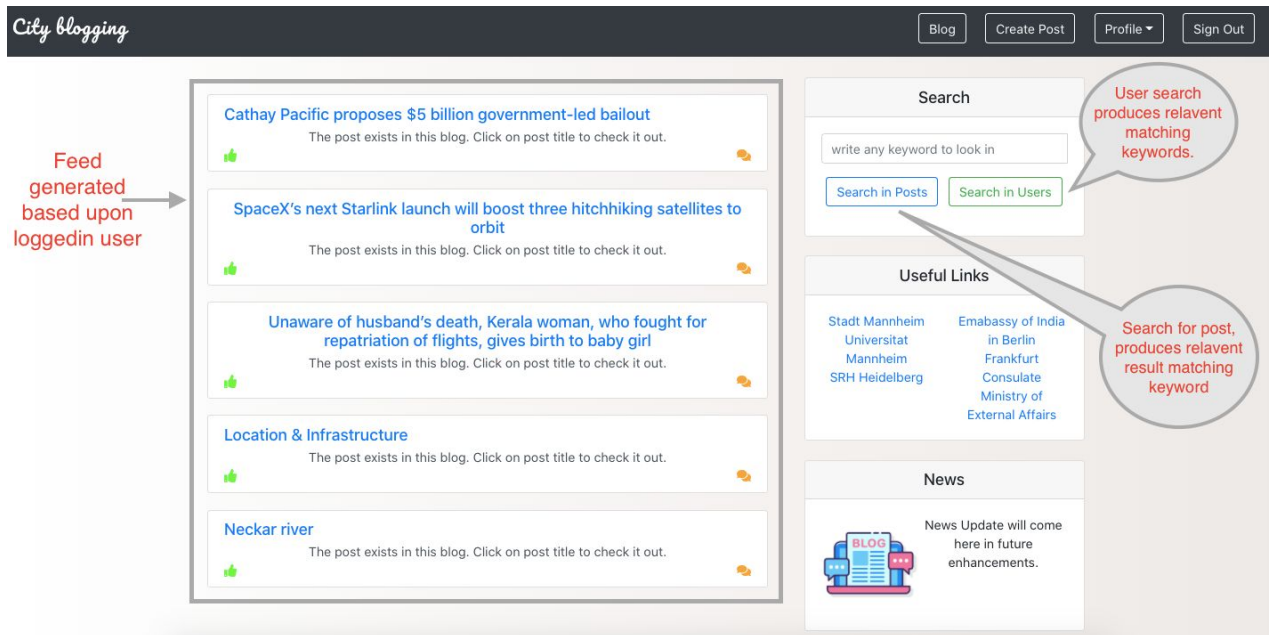 City blogging
Blog
Create Post
Profile
Sign Out
Feed
generated
based upon
loggedin user
Cathay Pacific proposes $5 billion government-led bailout
The post exists in this blog. Click on post title to check it out.
SpaceX's next Starlink launch will boost three hitchhiking satellites to
orbit
The post exists in this blog. Click on post title to check it out.
Unaware of husband's death, Kerala woman, who fought for
repatriation of flights, gives birth to baby girl
The post exists in this blog. Click on post title to check it out.
Location & Infrastructure
The post exists in this blog. Click on post title to check it out.
Neckar river
The post exists in this blog. Click on post title to check it out.
Search
write any keyword to look in
Search in Posts
Search in Users
User search
produces relavent
matching
keywords.
Useful Links
Stadt Mannheim
Universitat
Mannheim
SRH Heidelberg
Emabassy of India
in Berlin
Frankfurt
Consulate
Ministry of
External Affairs
Search for post,
produces relavent
result matching
keyword
News
BLOG
News Update will come
here in future
enhancements.